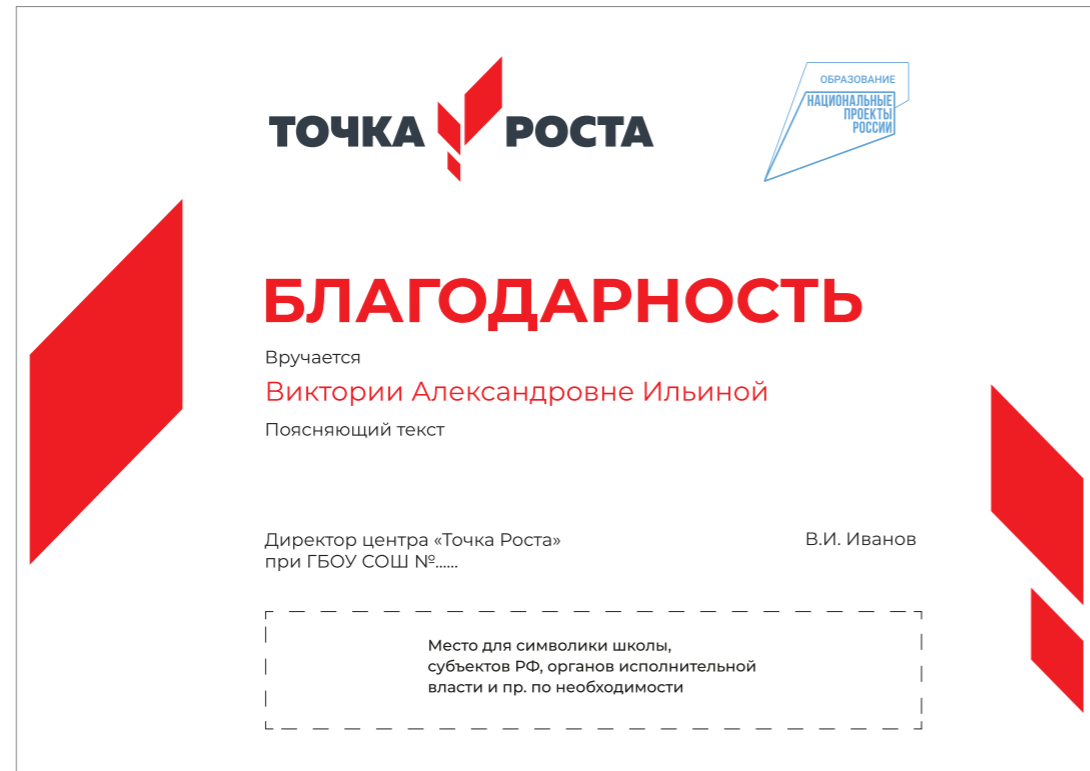 ТОЧКА РОСТА
ОБРАЗОВАНИЕ
НАЦИОНАЛЬНЫЕ
ПРОЕКТЫ
РОССИИ
БЛАГОДАРНОСТЬ
Вручается
Виктории Александровне Ильиной
Поясняющий текст
Директор центра «Точка Роста» В.И. Иванов
при ГБОУ СОШ №......
Место для символики школы,
субъектов РФ, органов исполнительной
власти и пр. по необходимости